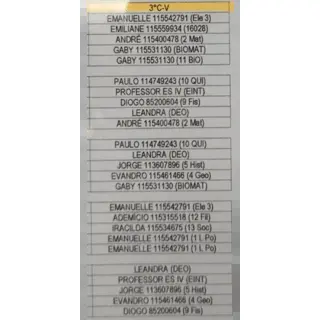 3°C-V
EMANUELLE 115542791 (Ele 3)
EMILIANE 115559934 (16028)
ANDRÉ 115400478 (2 Mat)
GABY 115531130 (BIOMAT)
GABY 115531130 (11 BIO)
PAULO 114749243 (10 QUI)
PROFESSOR ES IV (EINT)
DIOGO 85200604 (9 Fis)
LEANDRA (DEO)
ANDRÉ 115400478 (2 Mat)
PAULO 114749243 (10 QUI)
LEANDRA (DEO)
JORGE 113607896 (5 Hist)
EVANDRO 115461466 (4 Geo)
GABY 115531130 (BIOMAT)
EMANUELLE 115542791 (Ele 3)
ADEMÍCIO 115315518 (12 Fil)
IRACILDA 115534675 (13 Soc)
EMANUELLE 115542791 (1 L Po)
EMANUELLE 115542791 (1 L Po)
LEANDRA (DEO)
PROFESSOR ES IV (EINT)
JORGE 113607896 (5 Hist)
EVANDRO 115461466 (4 Geo)
DIOGO 85200604 (9 Fis)